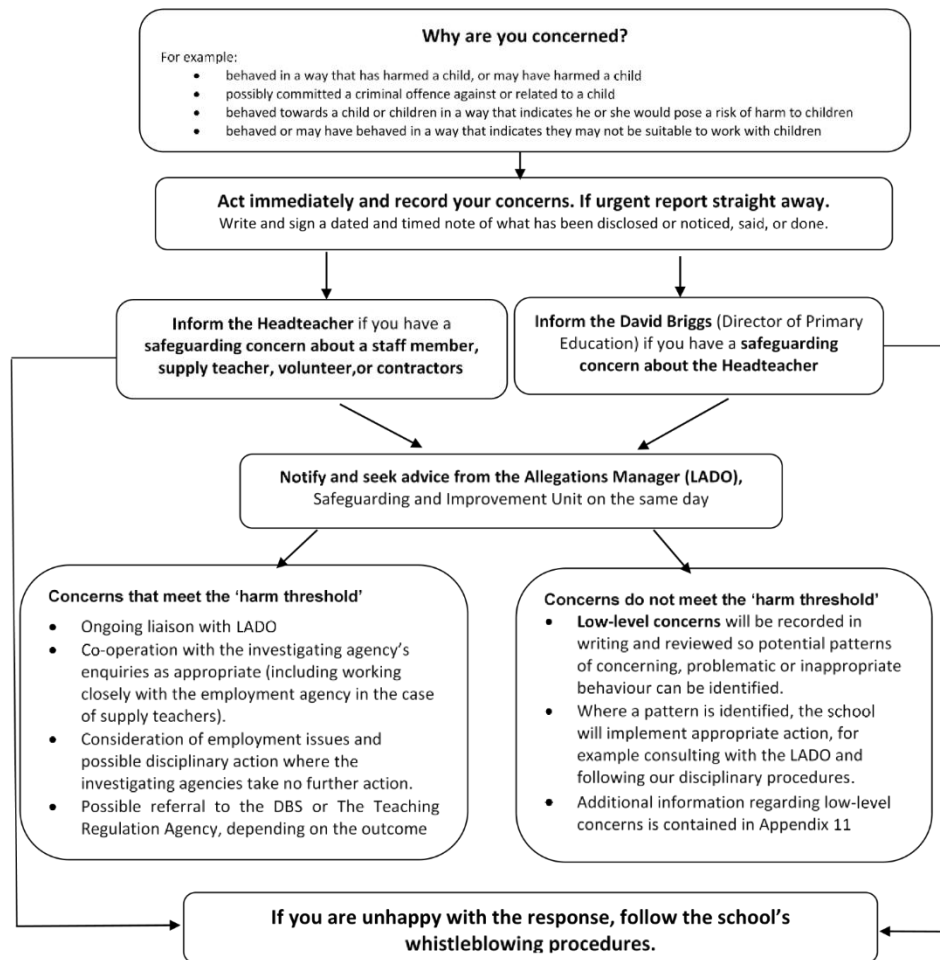 Why are you concerned?
For example:
• behaved in a way that has harmed a child, or may have harmed a child
• possibly committed a criminal offence against or related to a child
• behaved towards a child or children in a way that indicates he or she would pose a risk of harm to children
• behaved or may have behaved in a way that indicates they may not be suitable to work with children
Act immediately and record your concerns. If urgent report straight away.
Write and sign a dated and timed note of what has been disclosed or noticed, said, or done.
Inform the Headteacher if you have a
safeguarding concern about a staff member,
supply teacher, volunteer,or contractors
Inform the David Briggs (Director of Primary
Education) if you have a safeguarding
concern about the Headteacher
Notify and seek advice from the Allegations Manager (LADO),
Safeguarding and Improvement Unit on the same day
Concerns that meet the ‘harm threshold’
• Ongoing liaison with LADO
• Co-operation with the investigating agency’s
enquiries as appropriate (including working
closely with the employment agency in the case
of supply teachers).
• Consideration of employment issues and
possible disciplinary action where the
investigating agencies take no further action.
• Possible referral to the DBS or The Teaching
Regulation Agency, depending on the outcome
Concerns do not meet the ‘harm threshold’
• Low-level concerns will be recorded in
writing and reviewed so potential patterns
of concerning, problematic or inappropriate
behaviour can be identified.
• Where a pattern is identified, the school
will implement appropriate action, for
example consulting with the LADO and
following our disciplinary procedures.
• Additional information regarding low-level
concerns is contained in Appendix 11
If you are unhappy with the response, follow the school’s
whistleblowing procedures.